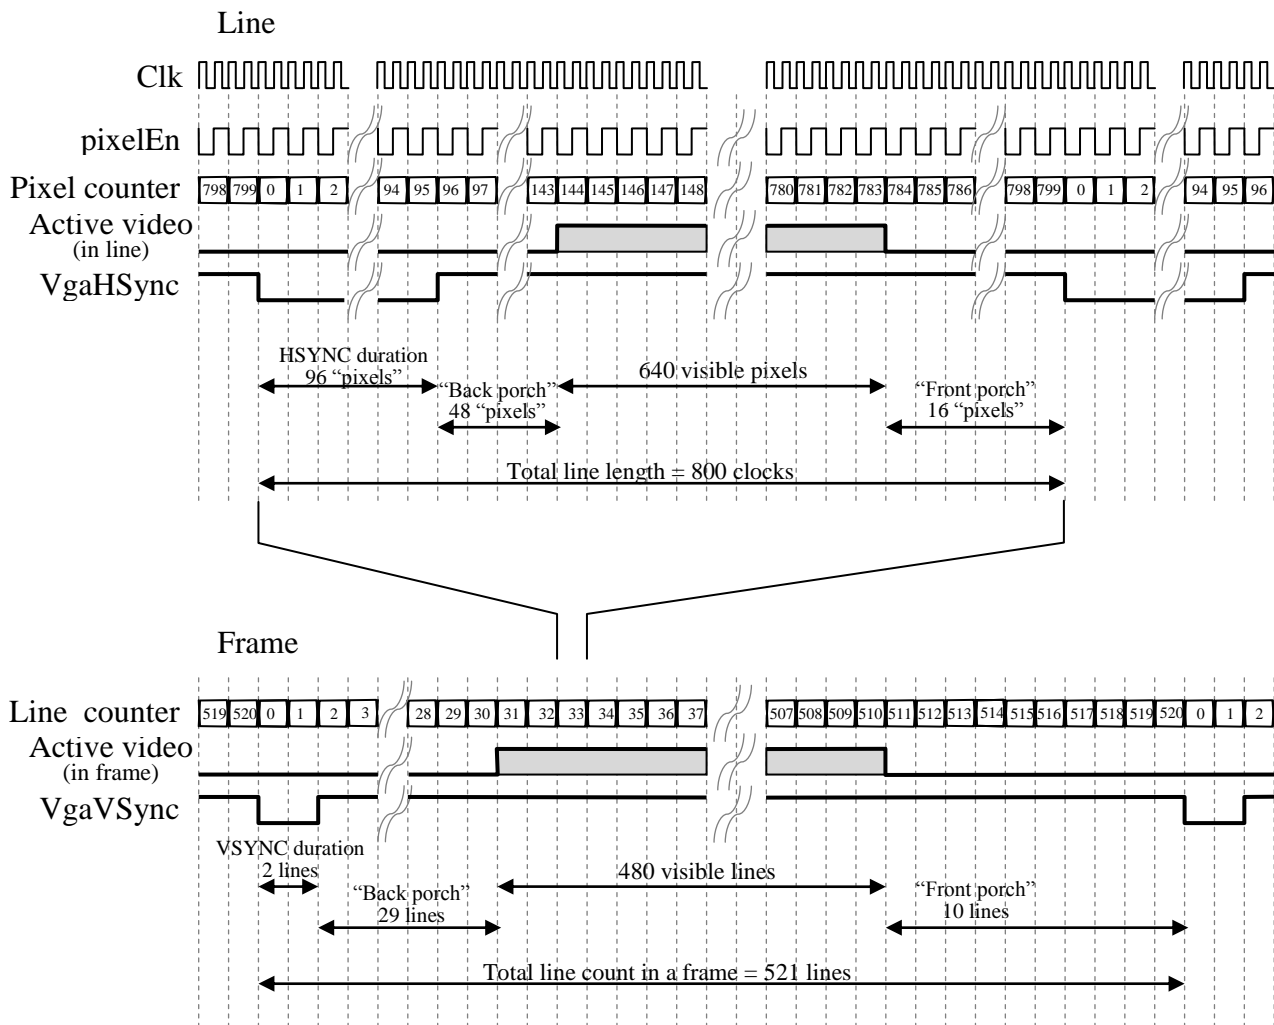 Line
Clk
pixelEn
Pixel counter 798 799 0 1 2 94 95 96 97 143 144 145 146 147 148 780 781 782 783 784 785 786 798 799 0 1 2 94 95 96
Active video
(in line)
VgaHSync
HSYNC duration
96 “pixels”
“Back porch”
48 “pixels”
640 visible pixels
“Front porch”
16 “pixels”
Total line length = 800 clocks
Frame
Line counter 519 520 0 1 2 3 28 29 30 31 32 33 34 35 36 37 507 508 509 510 511 512 513 514 515 516 517 518 519 520 0 1 2
Active video
(in frame)
VgaVSync
VSYNC duration
2 lines
“Back porch”
29 lines
480 visible lines
“Front porch”
10 lines
Total line count in a frame = 521 lines